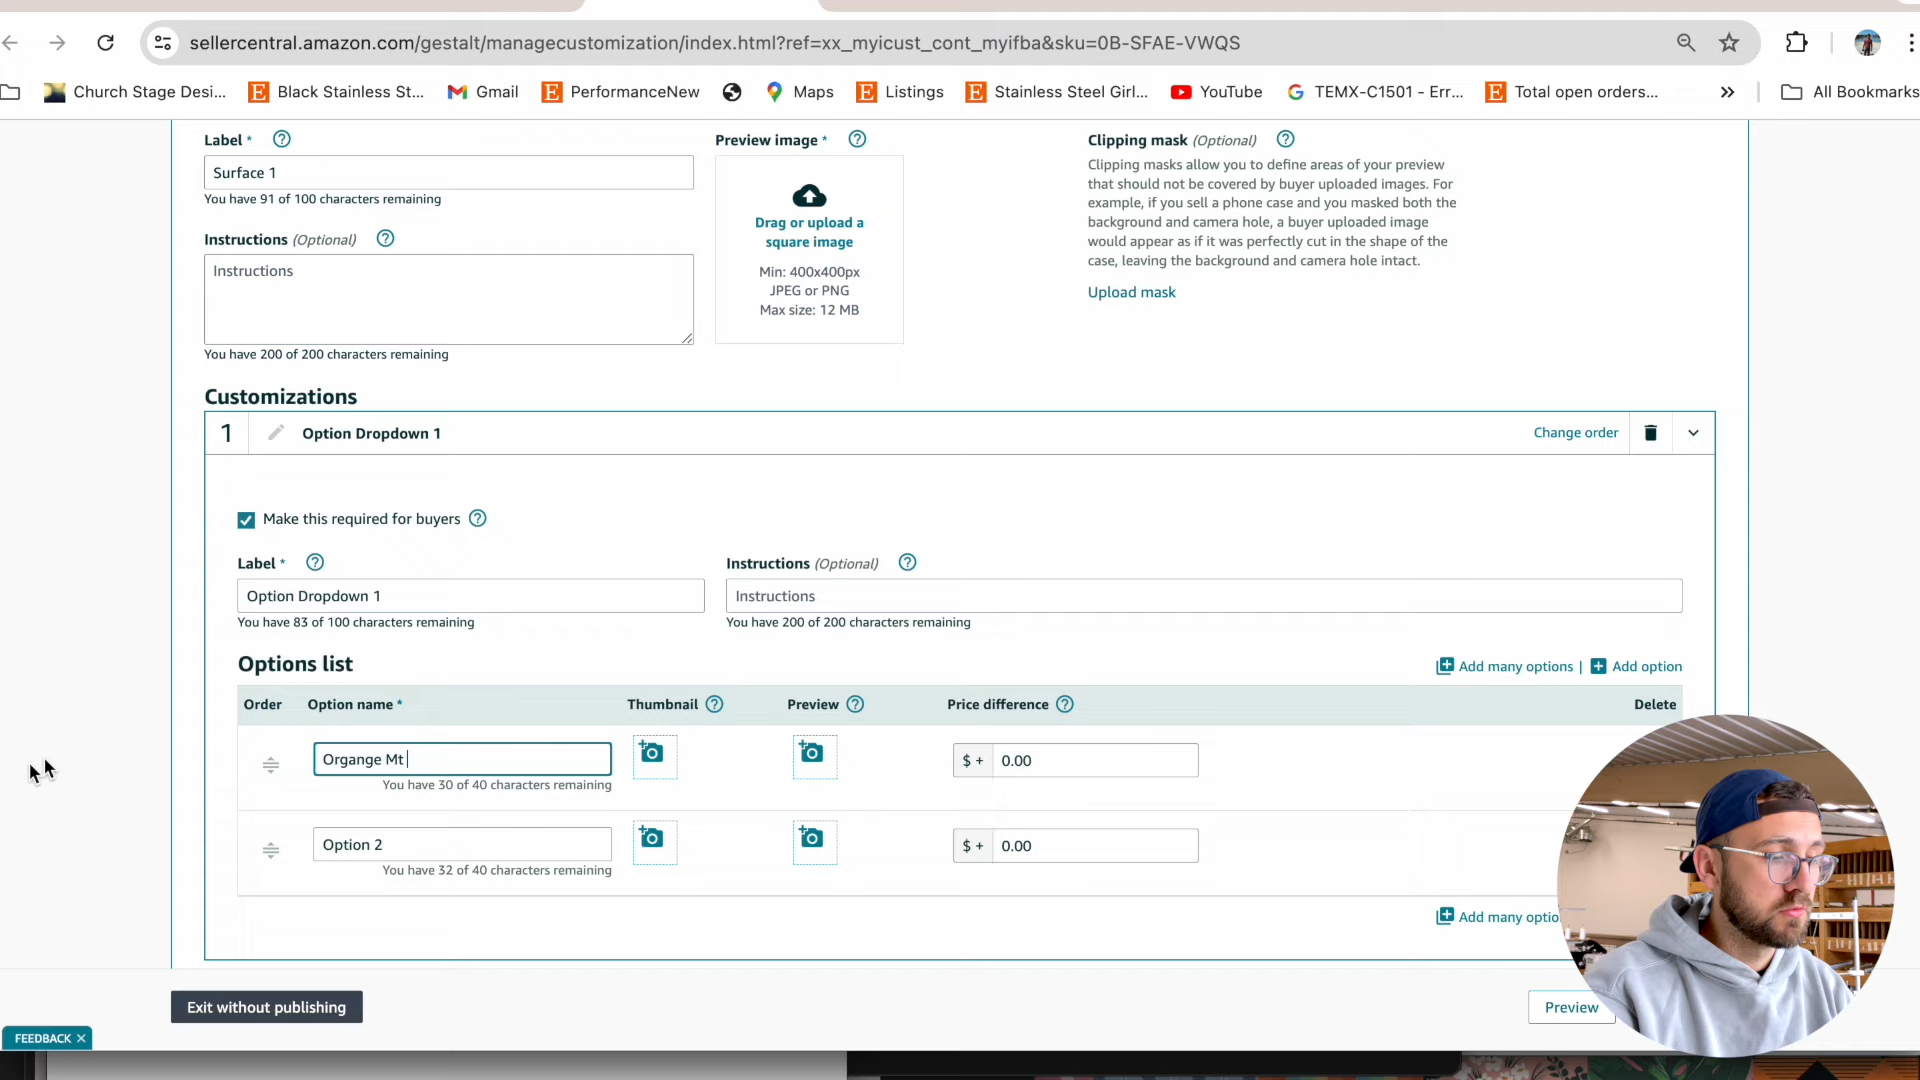 sellercentral.amazon.com/gestalt/managecustomization/index.html?ref=xx_myicust_cont_myifba&sku=0B-SFAE-VWQS
Church Stage Desi... Black Stainless St... Gmail PerformanceNew Maps Listings Stainless Steel Girl... YouTube TEMX-C1501 - Err... Total open orders... » All Bookmarks
Label *
Surface 1
You have 91 of 100 characters remaining
Instructions (Optional)
Instructions
You have 200 of 200 characters remaining
Preview image *
Drag or upload a
square image
Min: 400x400px
JPEG or PNG
Max size: 12 MB
Clipping mask (Optional)
Clipping masks allow you to define areas of your preview
that should not be covered by buyer uploaded images. For
example, if you sell a phone case and you masked both the
background and camera hole, a buyer uploaded image
would appear as if it was perfectly cut in the shape of the
case, leaving the background and camera hole intact.
Upload mask
Customizations
1 Option Dropdown 1 Change order
Make this required for buyers
Label *
Option Dropdown 1
You have 83 of 100 characters remaining
Instructions (Optional)
Instructions
You have 200 of 200 characters remaining
Options list Add many options | Add option
Order Option name * Thumbnail Preview Price difference Delete
Organge Mt $ + 0.00
You have 30 of 40 characters remaining
Option 2 $ + 0.00
You have 32 of 40 characters remaining
Add many optio
Exit without publishing Preview
FEEDBACK ✕